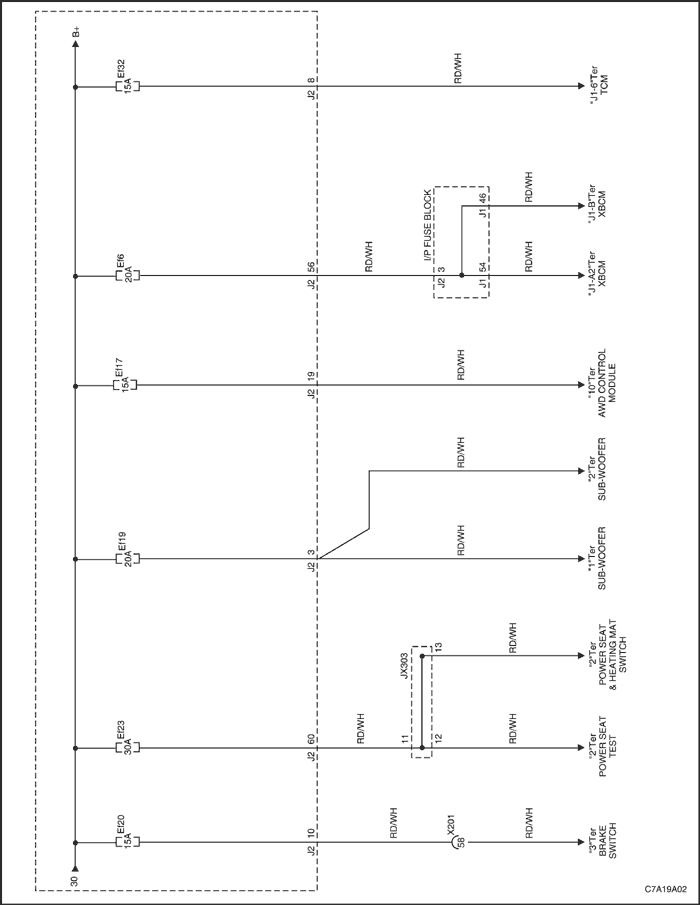 B+
Ef32
15A
J2 8
RD/WH
"J1-6"Ter
TCM
Ef6
20A
J2 56
RD/WH
I/P FUSE BLOCK
J2 3
J1 46
RD/WH
"J1-B"Ter
XBCM
J1 54
RD/WH
"J1-A2"Ter
XBCM
Ef17
15A
J2 19
RD/WH
"10"Ter
AWD CONTROL
MODULE
RD/WH
"2"Ter
SUB-WOOFER
Ef19
20A
J2 3
RD/WH
"1"Ter
SUB-WOOFER
JX303
13
RD/WH
"2"Ter
POWER SEAT
& HEATING MAT
SWITCH
Ef23
30A
J2 60
RD/WH
11
12
RD/WH
"2"Ter
POWER SEAT
TEST
30
Ef20
15A
J2 10
RD/WH
X201
58
RD/WH
"3"Ter
BRAKE
SWITCH
C7A19A02